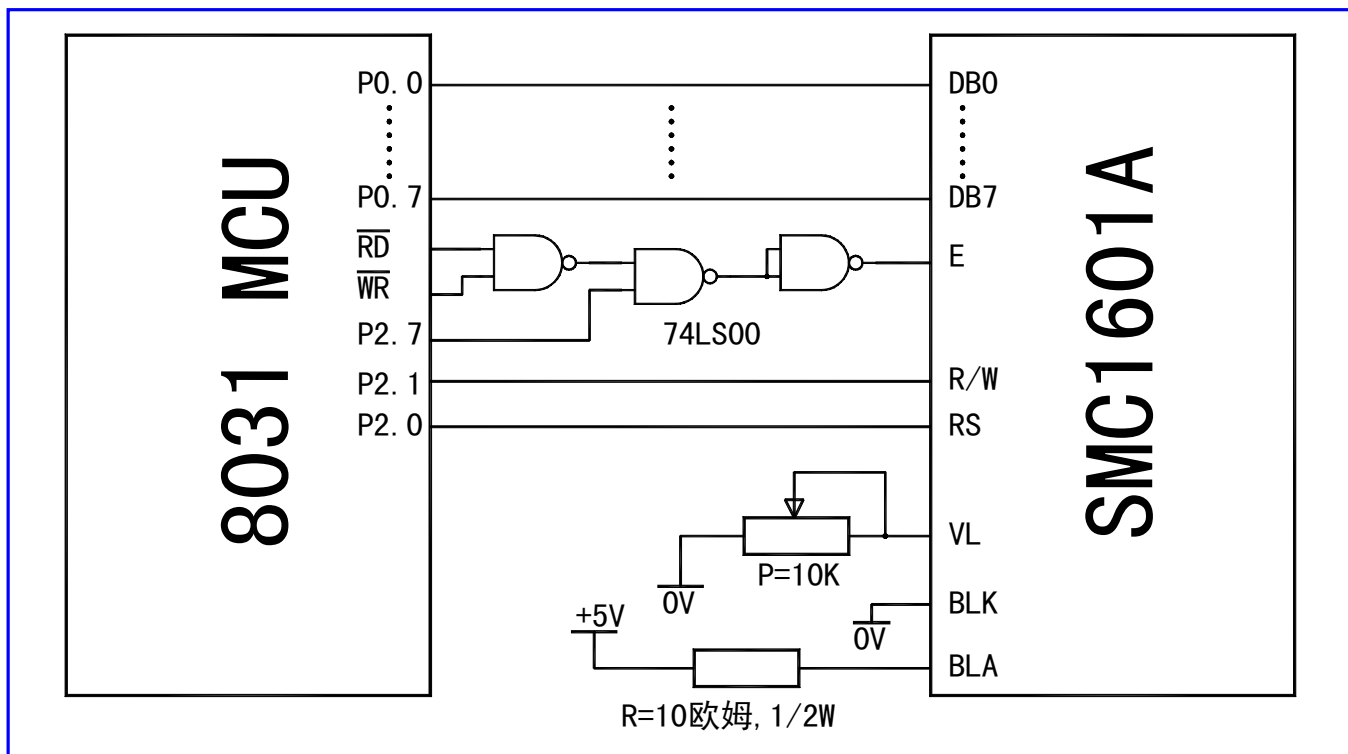 8031 MCU
P0.0
P0.7
RD
WR
P2.7
P2.1
P2.0
74LS00
SMC1601A
DB0
DB7
E
R/W
RS
VL
BLK
BLA
P=10K
0V
0V
+5V
R=10欧姆,1/2W